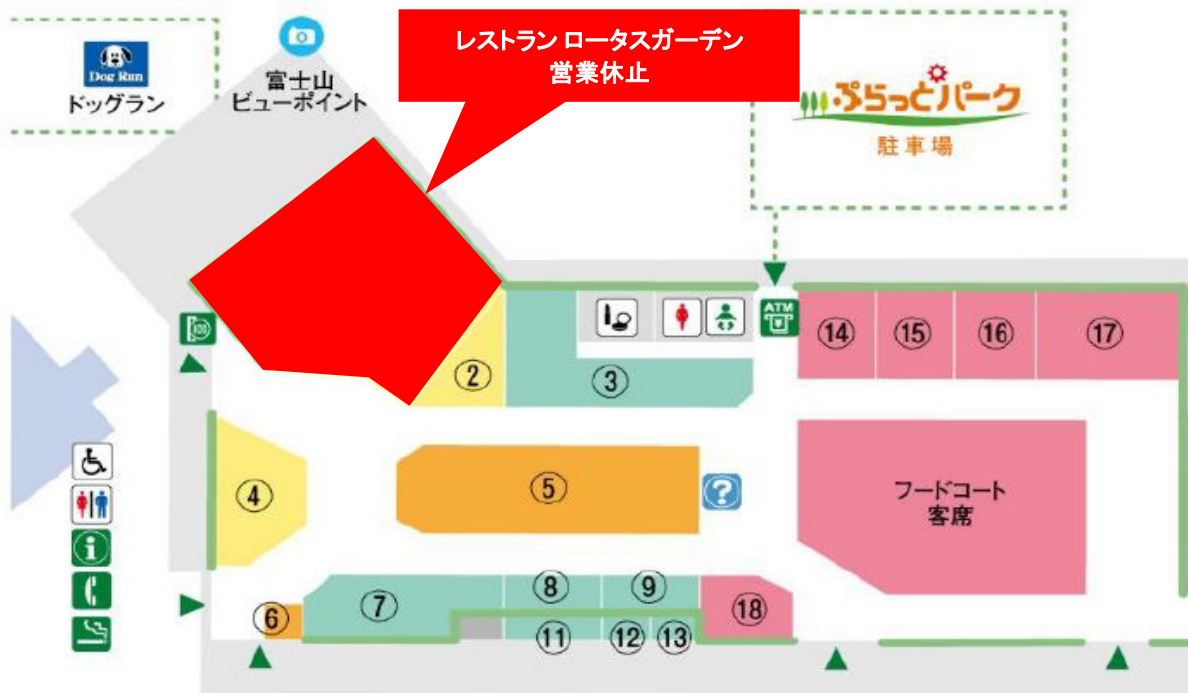 レストラン ロータスガーデン
営業休止
Dog Run
ドッグラン
富士山
ビューポイント
ぷらっとパーク
駐車場
ATM
100
⑭
⑮
⑯
⑰
②
③
④
⑤
?
フードコート
客席
i
⑥
⑦
⑧
⑨
⑱
⑪
⑫
⑬